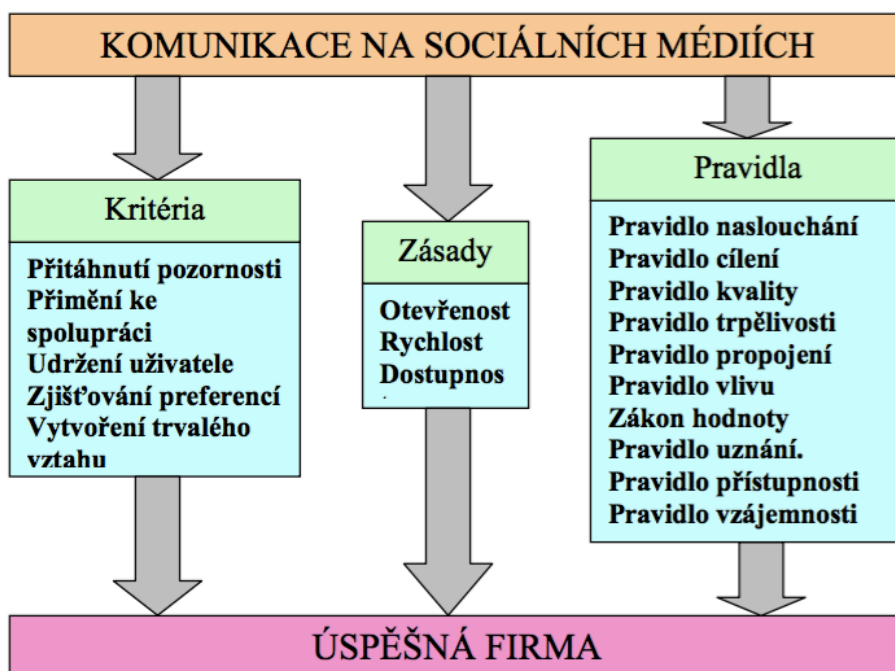 KOMUNIKACE NA SOCIÁLNÍCH MÉDIÍCH
Kritéria
Přitáhnutí pozornosti
Přimění ke
spolupráci
Udržení uživatele
Zjišťování preferencí
Vytvoření trvalého
vztahu
Zásady
Otevřenost
Rychlost
Dostupnos
Pravidla
Pravidlo naslouchání
Pravidlo cílení
Pravidlo kvality
Pravidlo trpělivosti
Pravidlo propojení
Pravidlo vlivu
Zákon hodnoty
Pravidlo uznání.
Pravidlo přístupnosti
Pravidlo vzájemnosti
ÚSPĚŠNÁ FIRMA